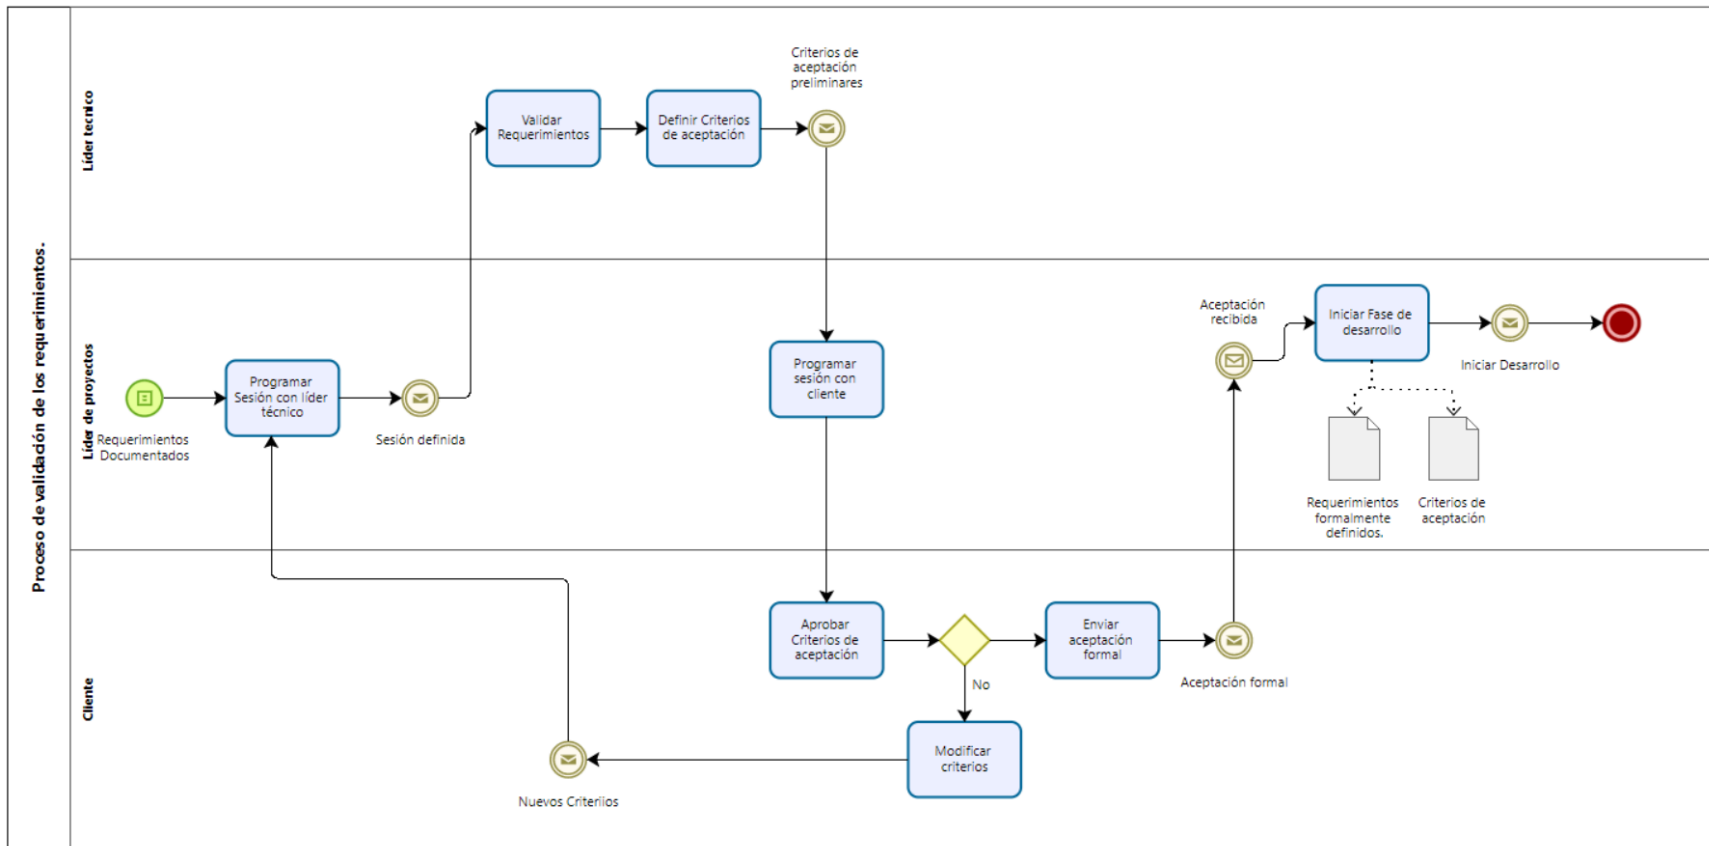 Proceso de validación de los requerimientos.
Líder tecnico
Validar
Requerimientos
Definir Criterios
de aceptación
Criterios de
aceptación
preliminares
Líder de proyectos
Requerimientos
Documentados
Programar
Sesión con líder
técnico
Sesión definida
Programar
sesión con
cliente
Aceptación
recibida
Iniciar Fase de
desarrollo
Iniciar Desarrollo
Requerimientos
formalmente
definidos.
Criterios de
aceptación
Cliente
Aprobar
Criterios de
aceptación
No
Enviar
aceptación
formal
Aceptación formal
Modificar
criterios
Nuevos Criteriios